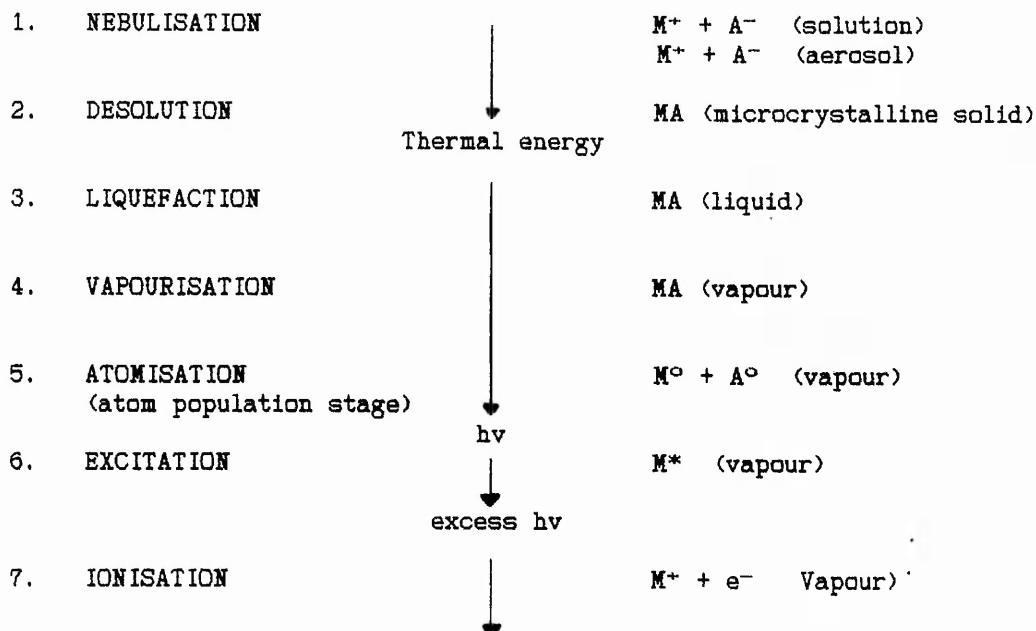 1. NEBULISATION M⁺ + A⁻ (solution)
M⁺ + A⁻ (aerosol)
2. DESOLUTION MA (microcrystalline solid)
Thermal energy
3. LIQUEFACTION MA (liquid)
4. VAPOURISATION MA (vapour)
5. ATOMISATION M° + A° (vapour)
(atom population stage)
hv
6. EXCITATION M* (vapour)
excess hv
7. IONISATION M⁺ + e⁻ Vapour)